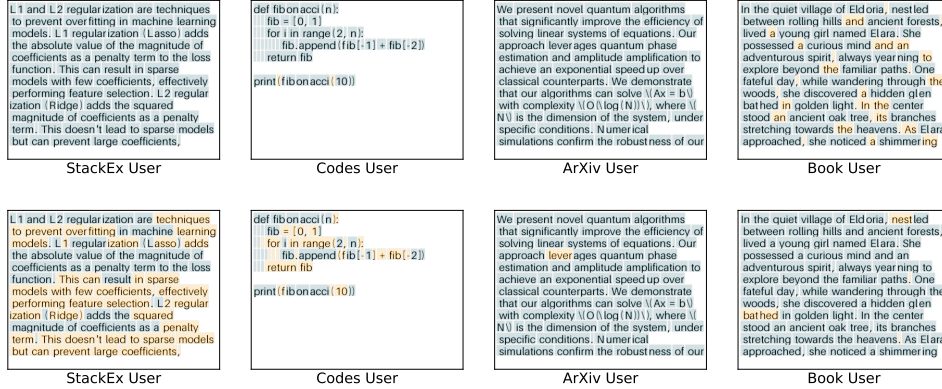 L1 and L2 regularization are techniques
to prevent overfitting in machine learning
models. L1 regularization (Lasso) adds
the absolute value of the magnitude of
coefficients as a penalty term to the loss
function. This can result in sparse
models with few coefficients, effectively
performing feature selection. L2 regular
ization (Ridge) adds the squared
magnitude of coefficients as a penalty
term. This doesn't lead to sparse models
but can prevent large coefficients,
StackEx User
def fibonacci(n):
fib = [0, 1]
for i in range(2, n):
fib.append(fib[-1] + fib[-2])
return fib
print(fibonacci(10))
Codes User
We present novel quantum algorithms
that significantly improve the efficiency of
solving linear systems of equations. Our
approach leverages quantum phase
estimation and amplitude amplification to
achieve an exponential speedup over
classical counterparts. We demonstrate
that our algorithms can solve \(Ax = b\)
with complexity \(O(\log(N))\), where \(
N\) is the dimension of the system, under
specific conditions. Numerical
simulations confirm the robustness of our
ArXiv User
In the quiet village of Eldoria, nestled
between rolling hills and ancient forests,
lived a young girl named Elara. She
possessed a curious mind and an
adventurous spirit, always yearning to
explore beyond the familiar paths. One
fateful day, while wandering through the
woods, she discovered a hidden glen
bathed in golden light. In the center
stood an ancient oak tree, its branches
stretching towards the heavens. As Elara
approached, she noticed a shimmering
Book User
L1 and L2 regularization are techniques
to prevent overfitting in machine learning
models. L1 regularization (Lasso) adds
the absolute value of the magnitude of
coefficients as a penalty term to the loss
function. This can result in sparse
models with few coefficients, effectively
performing feature selection. L2 regular
ization (Ridge) adds the squared
magnitude of coefficients as a penalty
term. This doesn't lead to sparse models
but can prevent large coefficients,
StackEx User
def fibonacci(n):
fib = [0, 1]
for i in range(2, n):
fib.append(fib[-1] + fib[-2])
return fib
print(fibonacci(10))
Codes User
We present novel quantum algorithms
that significantly improve the efficiency of
solving linear systems of equations. Our
approach leverages quantum phase
estimation and amplitude amplification to
achieve an exponential speedup over
classical counterparts. We demonstrate
that our algorithms can solve \(Ax = b\)
with complexity \(O(\log(N))\), where \(
N\) is the dimension of the system, under
specific conditions. Numerical
simulations confirm the robustness of our
ArXiv User
In the quiet village of Eldoria, nestled
between rolling hills and ancient forests,
lived a young girl named Elara. She
possessed a curious mind and an
adventurous spirit, always yearning to
explore beyond the familiar paths. One
fateful day, while wandering through the
woods, she discovered a hidden glen
bathed in golden light. In the center
stood an ancient oak tree, its branches
stretching towards the heavens. As Elara
approached, she noticed a shimmering
Book User